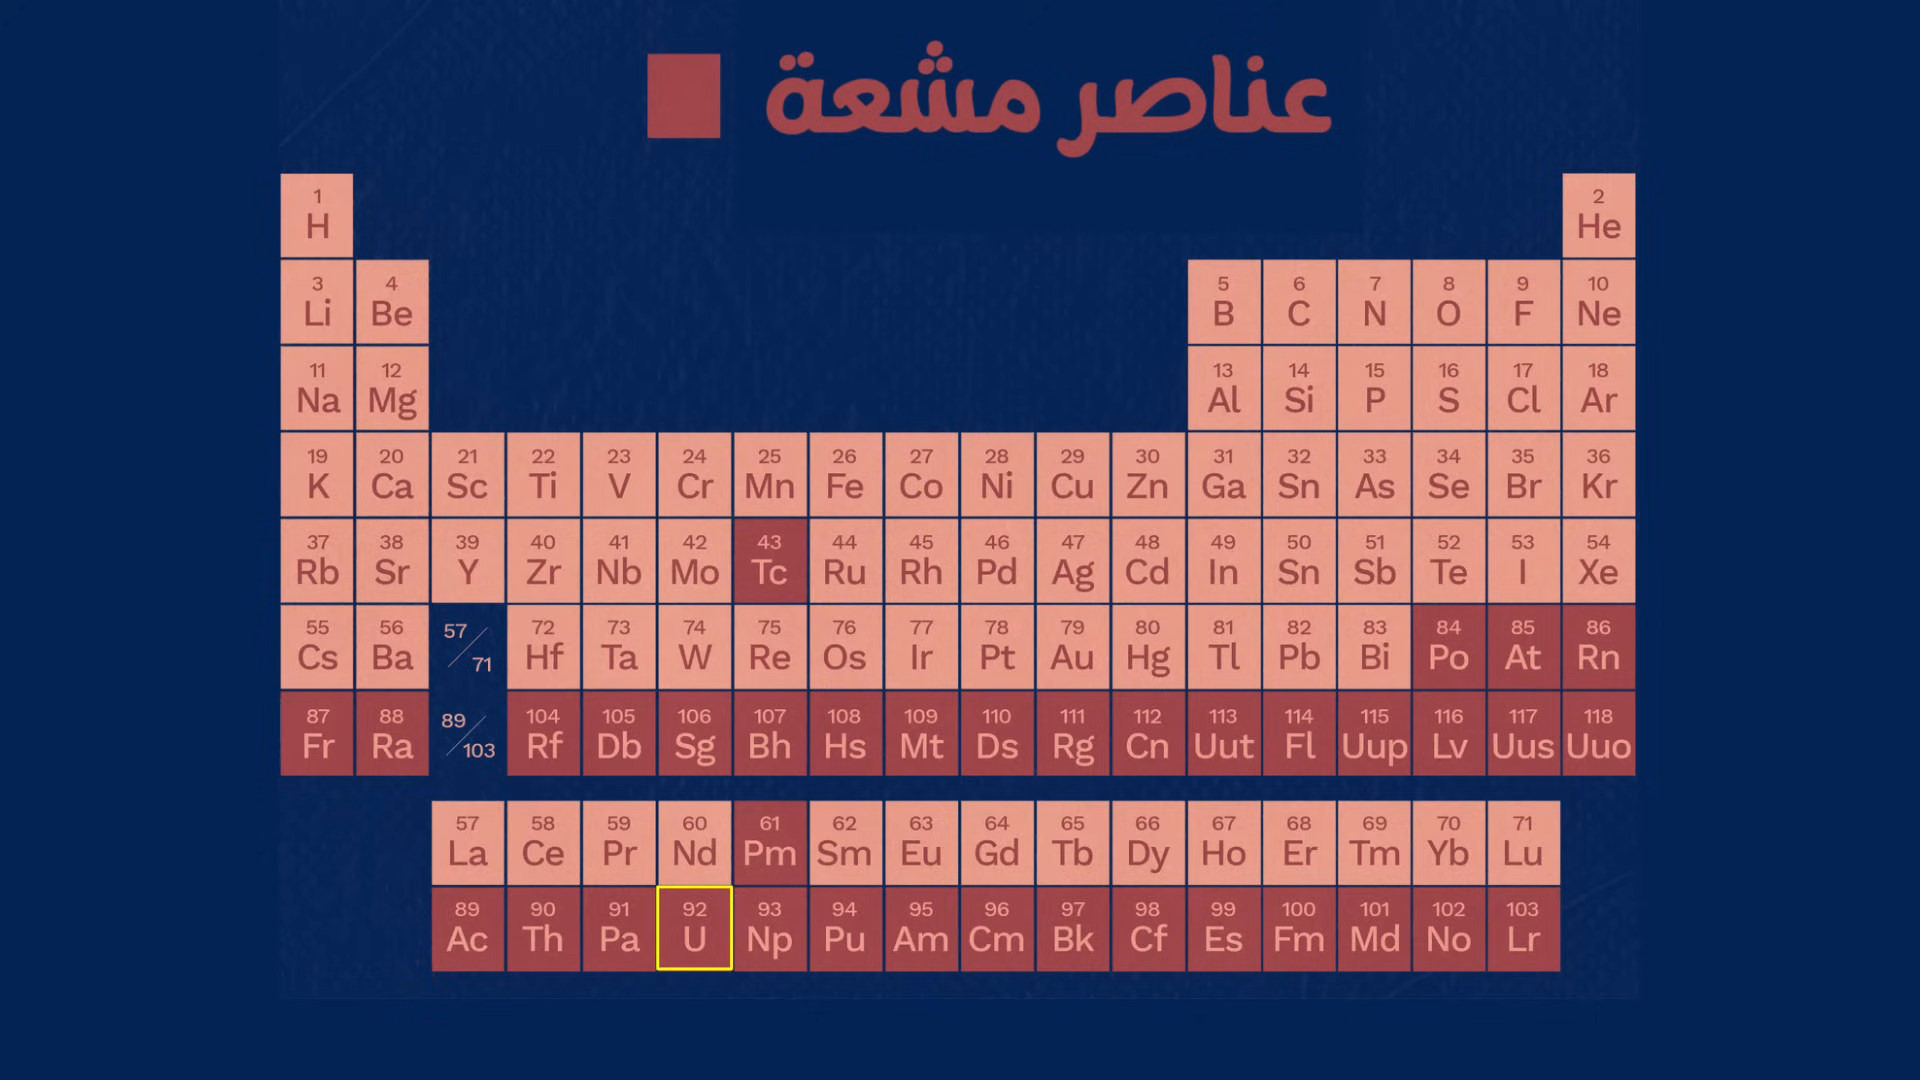 عناصر مشعة
1 2
H He
3 4 5 6 7 8 9 10
Li Be B C N O F Ne
11 12 13 14 15 16 17 18
Na Mg Al Si P S Cl Ar
19 20 21 22 23 24 25 26 27 28 29 30 31 32 33 34 35 36
K Ca Sc Ti V Cr Mn Fe Co Ni Cu Zn Ga Sn As Se Br Kr
37 38 39 40 41 42 43 44 45 46 47 48 49 50 51 52 53 54
Rb Sr Y Zr Nb Mo Tc Ru Rh Pd Ag Cd In Sn Sb Te I Xe
55 56 57/71 72 73 74 75 76 77 78 79 80 81 82 83 84 85 86
Cs Ba Hf Ta W Re Os Ir Pt Au Hg Tl Pb Bi Po At Rn
87 88 89/103 104 105 106 107 108 109 110 111 112 113 114 115 116 117 118
Fr Ra Rf Db Sg Bh Hs Mt Ds Rg Cn Uut Fl Uup Lv Uus Uuo
57 58 59 60 61 62 63 64 65 66 67 68 69 70 71
La Ce Pr Nd Pm Sm Eu Gd Tb Dy Ho Er Tm Yb Lu
89 90 91 92 93 94 95 96 97 98 99 100 101 102 103
Ac Th Pa U Np Pu Am Cm Bk Cf Es Fm Md No Lr